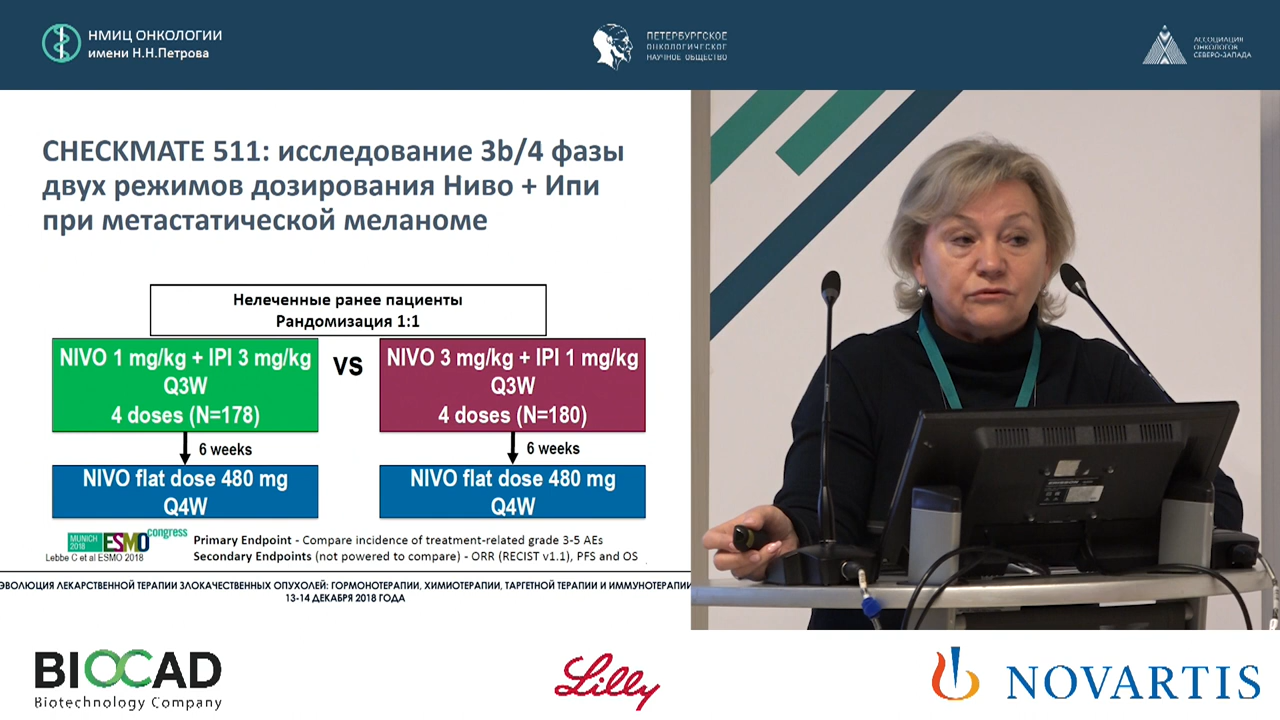 НМИЦ ОНКОЛОГИИ
имени Н.Н.Петрова
ПЕТЕРБУРГСКОЕ
ОНКОЛОГИЧЕСКОЕ
НАУЧНОЕ ОБЩЕСТВО
АССОЦИАЦИЯ
ОНКОЛОГОВ
СЕВЕРО-ЗАПАДА
CHECKMATE 511: исследование 3b/4 фазы
двух режимов дозирования Ниво + Ипи
при метастатической меланоме
Нелеченные ранее пациенты
Рандомизация 1:1
NIVO 1 mg/kg + IPI 3 mg/kg
Q3W
4 doses (N=178)
VS
NIVO 3 mg/kg + IPI 1 mg/kg
Q3W
4 doses (N=180)
6 weeks
6 weeks
NIVO flat dose 480 mg
Q4W
NIVO flat dose 480 mg
Q4W
MUNICH
2018
ESMO congress
Lebbe C et al ESMO 2018
Primary Endpoint - Compare incidence of treatment-related grade 3-5 AEs
Secondary Endpoints (not powered to compare) - ORR (RECIST v1.1), PFS and OS
ЭВОЛЮЦИЯ ЛЕКАРСТВЕННОЙ ТЕРАПИИ ЗЛОКАЧЕСТВЕННЫХ ОПУХОЛЕЙ: ГОРМОНОТЕРАПИИ, ХИМИОТЕРАПИИ, ТАРГЕТНОЙ ТЕРАПИИ И ИММУНОТЕРАПИИ
13-14 ДЕКАБРЯ 2018 ГОДА
BIOCAD
Biotechnology Company
Lilly
NOVARTIS